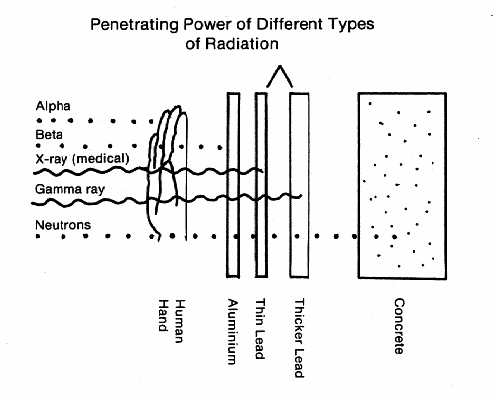 Penetrating Power of Different Types
of Radiation
Alpha
Beta
X-ray (medical)
Gamma ray
Neutrons
Human
Hand
Aluminium
Thin Lead
Thicker Lead
Concrete